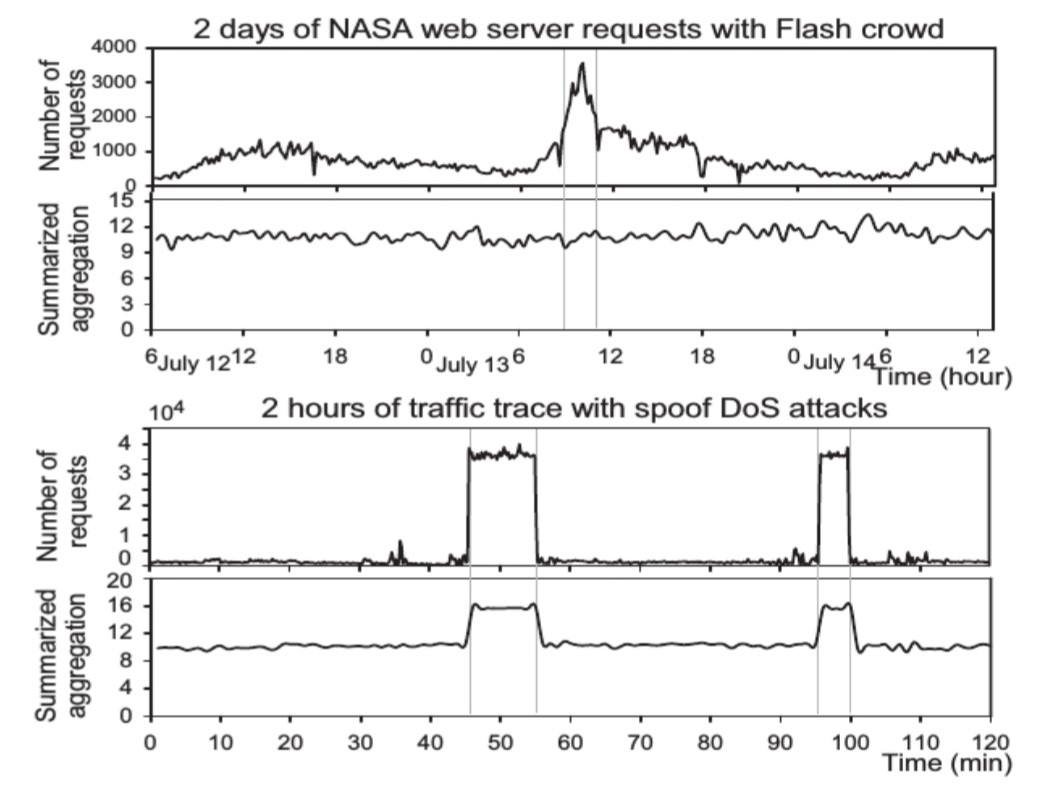 2 days of NASA web server requests with Flash crowd
Number of
requests
4000
3000
2000
1000
0
Summarized
aggregation
15
12
9
6
3
0
6 July 12 12 18 0 July 13 6 12 18 0 July 14 6 12
Time (hour)
10⁴ 2 hours of traffic trace with spoof DoS attacks
Number of
requests
4
3
2
1
0
Summarized
aggregation
20
16
12
8
4
0
0 10 20 30 40 50 60 70 80 90 100 110 120
Time (min)